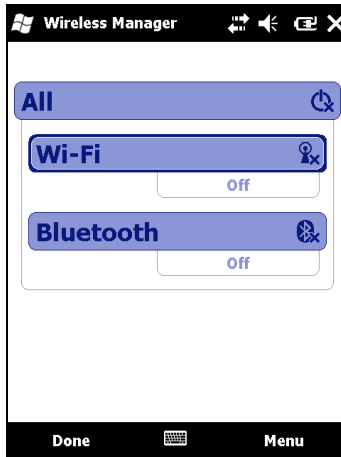 Wireless Manager
All
Wi-Fi
Off
Bluetooth
Off
Done Menu